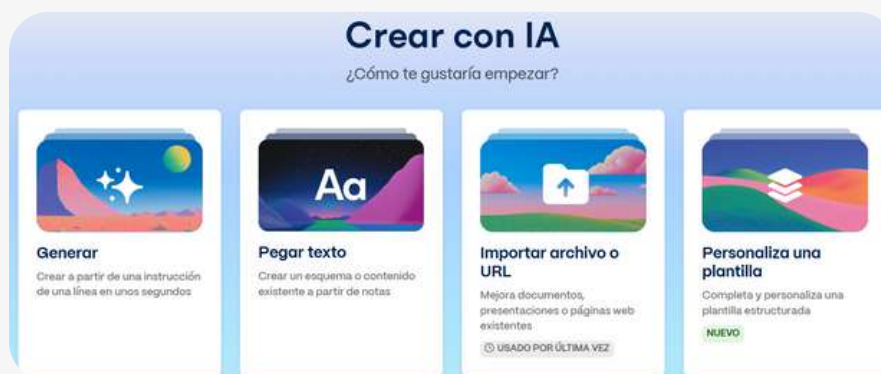 Crear con IA
¿Cómo te gustaría empezar?
Generar
Crear a partir de una instrucción
de una línea en unos segundos
Aa
Pegar texto
Crear un esquema o contenido
existente a partir de notas
Importar archivo o
URL
Mejora documentos,
presentaciones o páginas web
existentes
USADO POR ÚLTIMA VEZ
Personaliza una
plantilla
Completa y personaliza una
plantilla estructurada
NUEVO